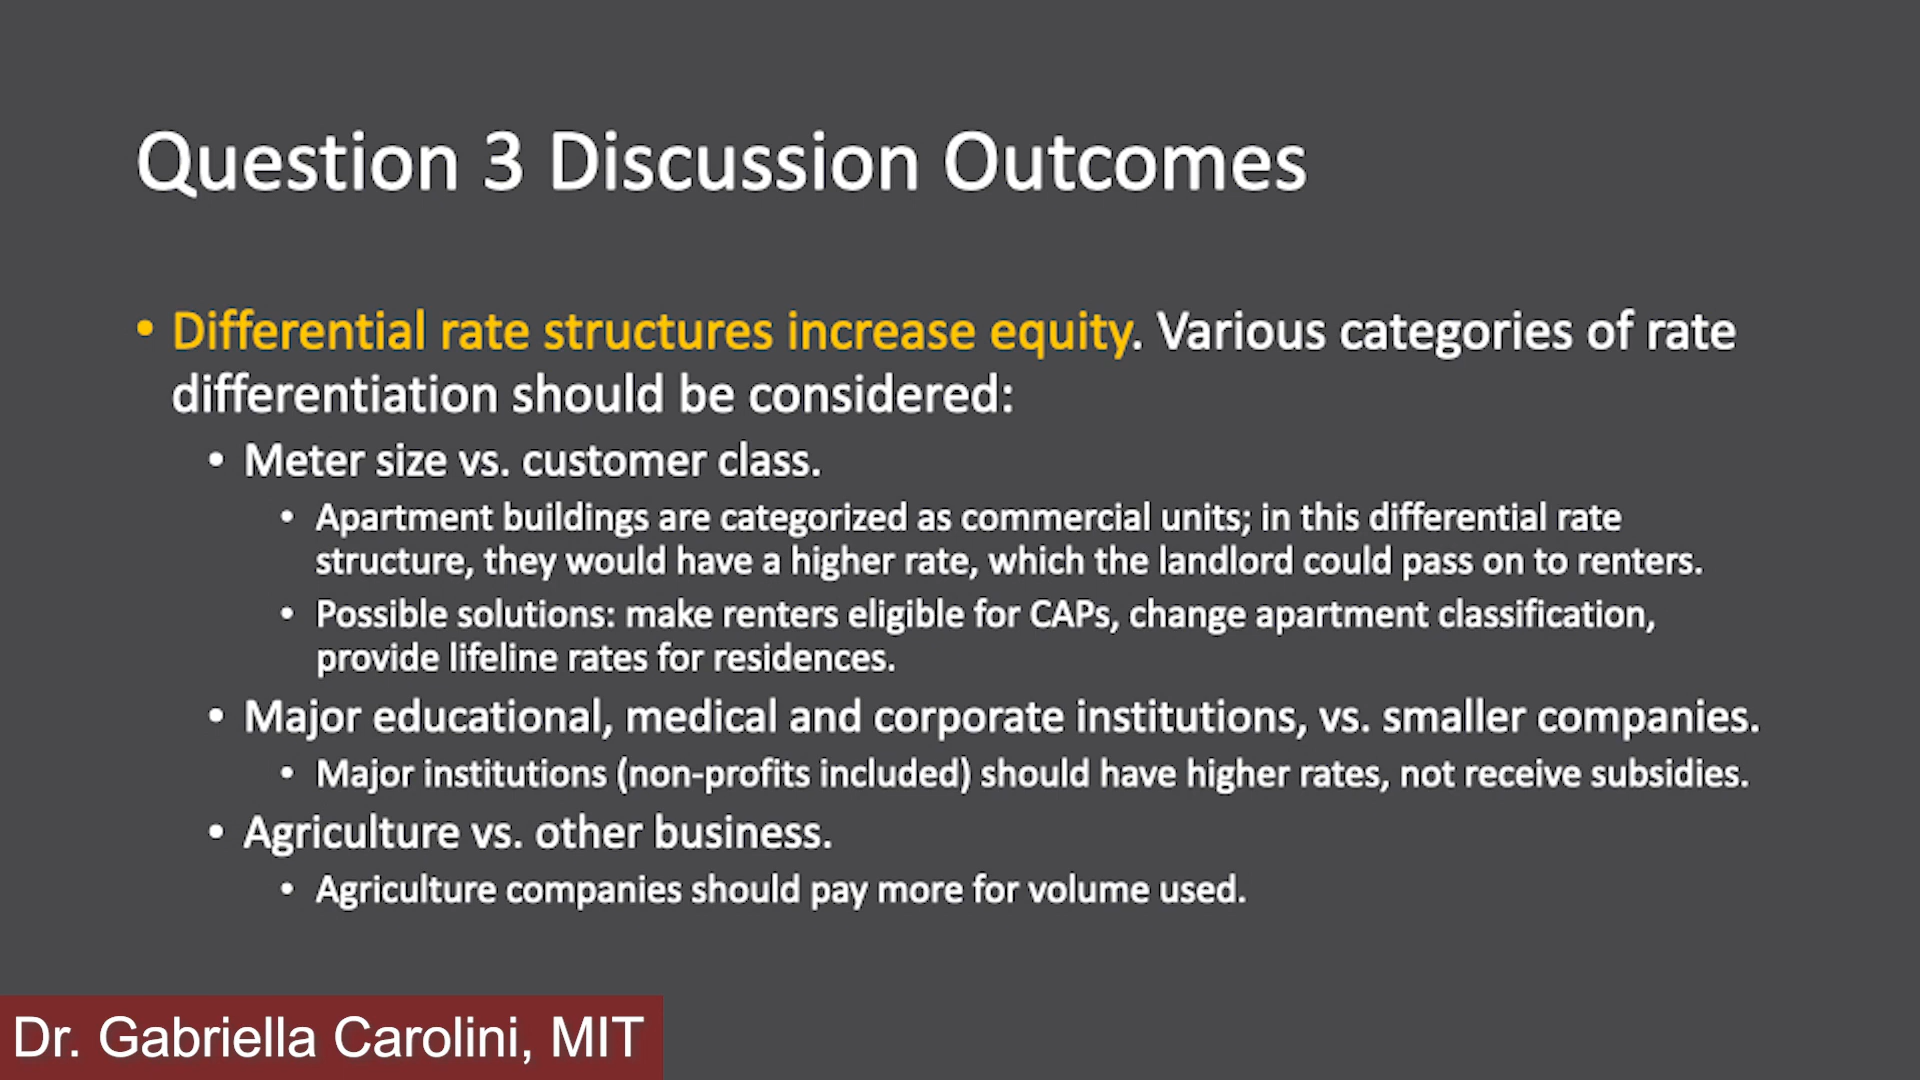 Question 3 Discussion Outcomes
• Differential rate structures increase equity. Various categories of rate
differentiation should be considered:
• Meter size vs. customer class.
• Apartment buildings are categorized as commercial units; in this differential rate
structure, they would have a higher rate, which the landlord could pass on to renters.
• Possible solutions: make renters eligible for CAPs, change apartment classification,
provide lifeline rates for residences.
• Major educational, medical and corporate institutions, vs. smaller companies.
• Major institutions (non-profits included) should have higher rates, not receive subsidies.
• Agriculture vs. other business.
• Agriculture companies should pay more for volume used.
Dr. Gabriella Carolini, MIT